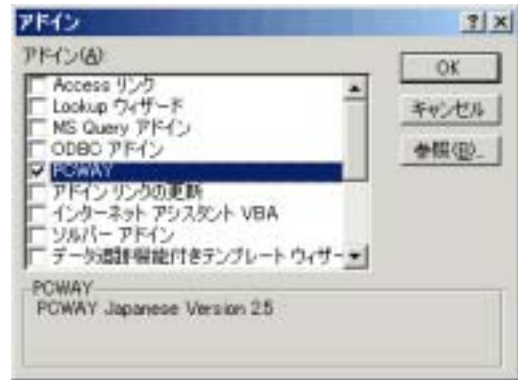 アドイン
アドイン(A)
Access リンク
Lookup ウィザード
MS Query アドイン
ODBC アドイン
PCWAY
アドイン リンクの更新
インターネット アシスタント VBA
ソルバー アドイン
データ追跡機能付きテンプレート ウィザー
OK
キャンセル
参照(B)...
PCWAY
PCWAY Japanese Version 2.5